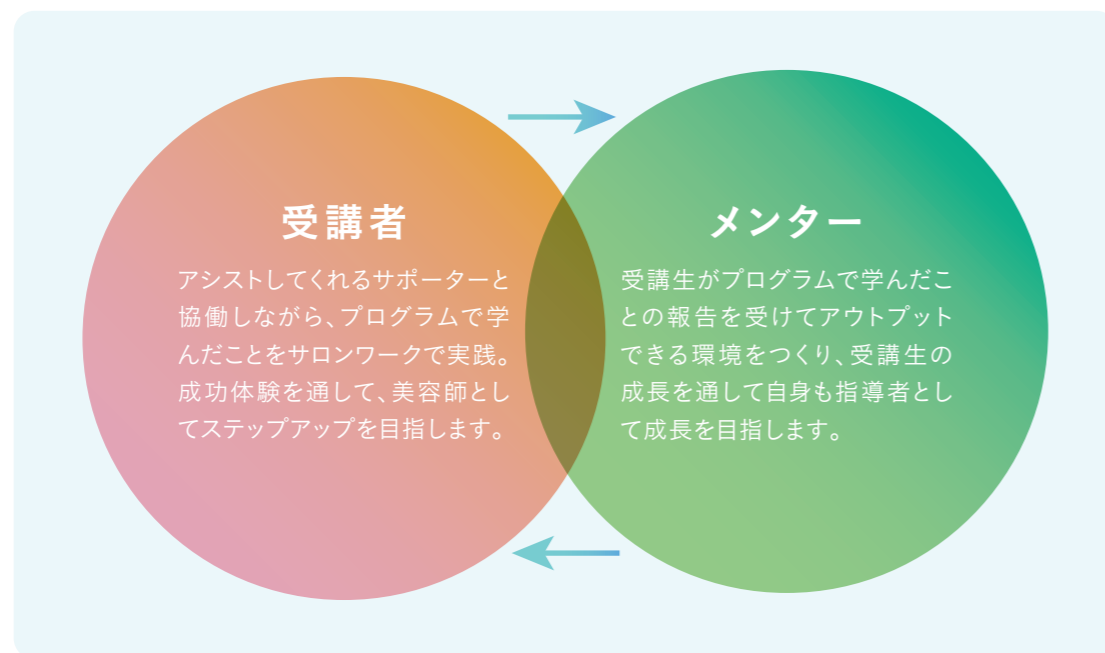 受講者
アシストしてくれるサポーターと
協働しながら、プログラムで学
んだことをサロンワークで実践。
成功体験を通して、美容師とし
てステップアップを目指します。
メンター
受講生がプログラムで学んだこ
との報告を受けてアウトプット
できる環境をつくり、受講生の
成長を通して自身も指導者とし
て成長を目指します。